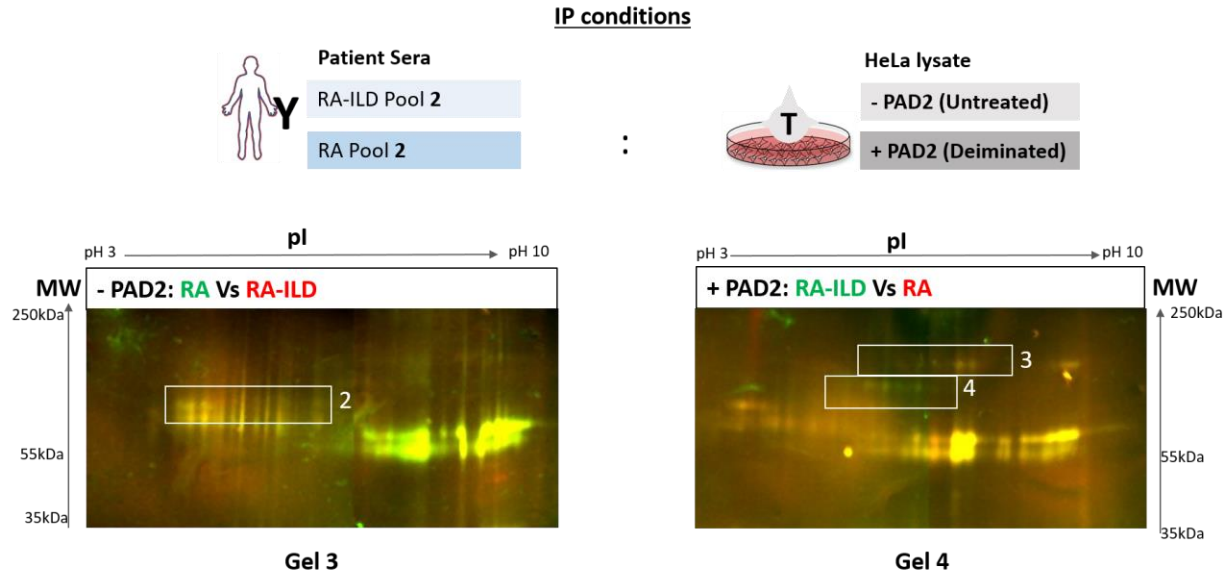 IP conditions
Patient Sera
RA-ILD Pool 2
RA Pool 2
Y
:
HeLa lysate
- PAD2 (Untreated)
+ PAD2 (Deiminated)
T
pI
pH 3
pH 10
MW
- PAD2: RA Vs RA-ILD
250kDa
2
55kDa
35kDa
Gel 3
pI
pH 3
pH 10
+ PAD2: RA-ILD Vs RA
MW
250kDa
3
4
55kDa
35kDa
Gel 4